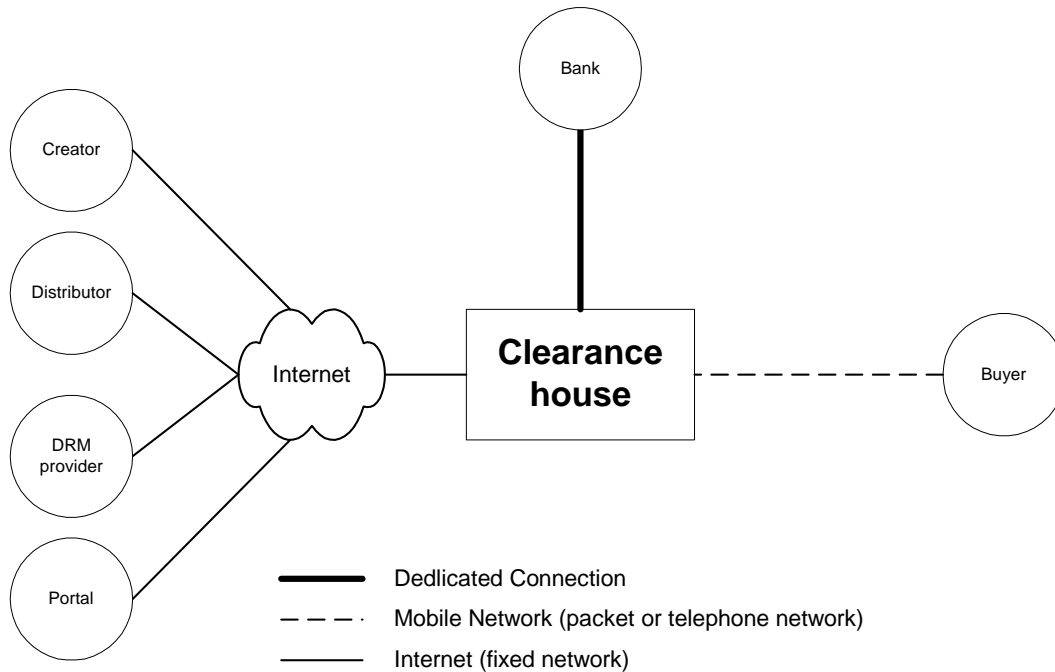 Bank
Creator
Distributor
Internet
Clearance
house
Buyer
DRM
provider
Portal
Dedlicated Connection
Mobile Network (packet or telephone network)
Internet (fixed network)